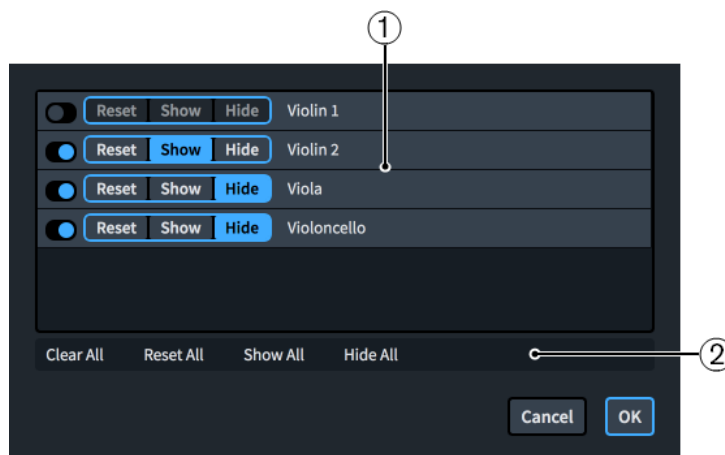 1
Reset Show Hide Violin 1
Reset Show Hide Violin 2
Reset Show Hide Viola
Reset Show Hide Violoncello
Clear All Reset All Show All Hide All
2
Cancel OK